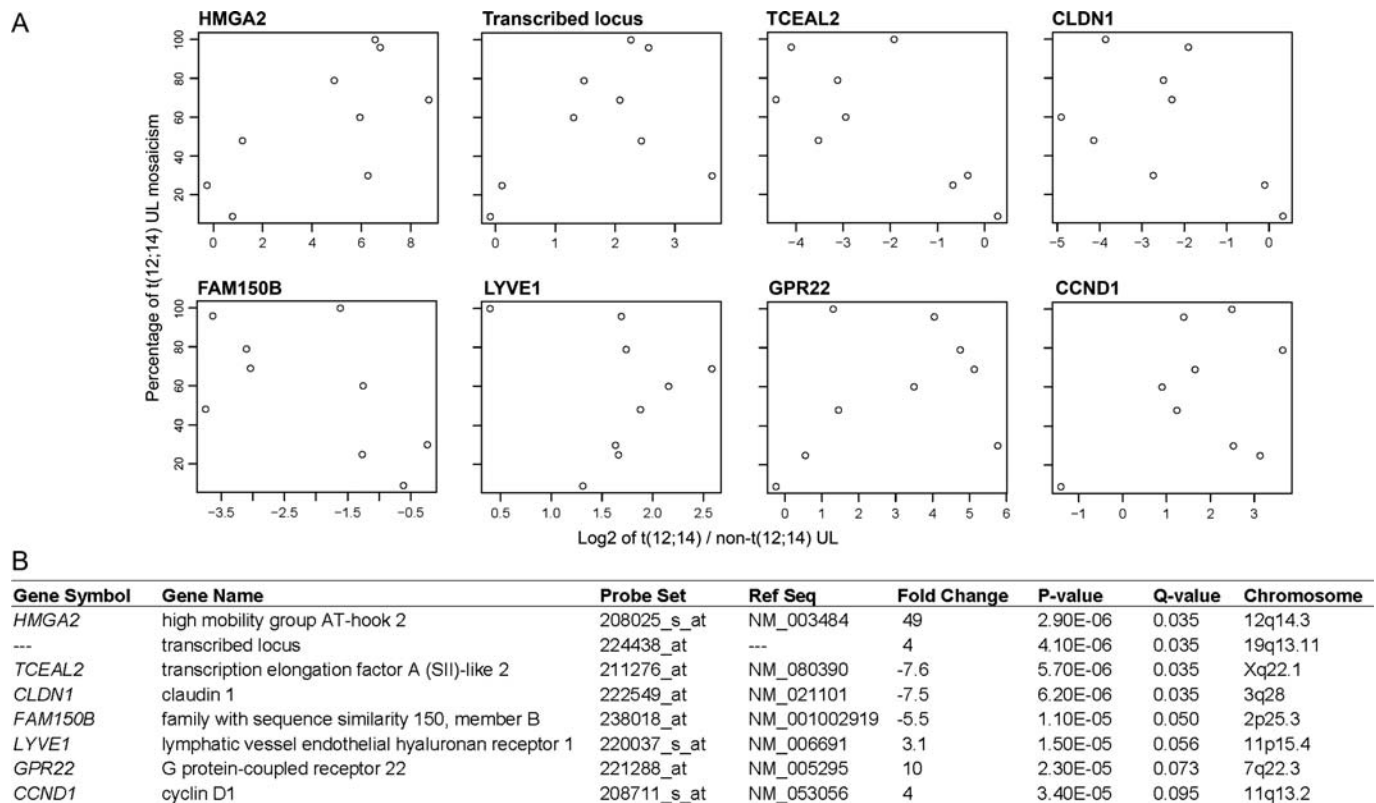 A
HMGA2 Transcribed locus TCEAL2 CLDN1
100
80
60
40
20
0 2 4 6 8 0 1 2 3 −4 −3 −2 −1 0 −5 −4 −3 −2 −1 0
Percentage of t(12;14) UL mosaicism
FAM150B LYVE1 GPR22 CCND1
100
80
60
40
20
−3.5 −2.5 −1.5 −0.5 0.5 1.0 1.5 2.0 2.5 0 1 2 3 4 5 6 −1 0 1 2 3
Log2 of t(12;14) / non-t(12;14) UL
B
Gene Symbol Gene Name Probe Set Ref Seq Fold Change P-value Q-value Chromosome
HMGA2 high mobility group AT-hook 2 208025_s_at NM_003484 49 2.90E-06 0.035 12q14.3
--- transcribed locus 224438_at --- 4 4.10E-06 0.035 19q13.11
TCEAL2 transcription elongation factor A (SII)-like 2 211276_at NM_080390 -7.6 5.70E-06 0.035 Xq22.1
CLDN1 claudin 1 222549_at NM_021101 -7.5 6.20E-06 0.035 3q28
FAM150B family with sequence similarity 150, member B 238018_at NM_001002919 -5.5 1.10E-05 0.050 2p25.3
LYVE1 lymphatic vessel endothelial hyaluronan receptor 1 220037_s_at NM_006691 3.1 1.50E-05 0.056 11p15.4
GPR22 G protein-coupled receptor 22 221288_at NM_005295 10 2.30E-05 0.073 7q22.3
CCND1 cyclin D1 208711_s_at NM_053056 4 3.40E-05 0.095 11q13.2